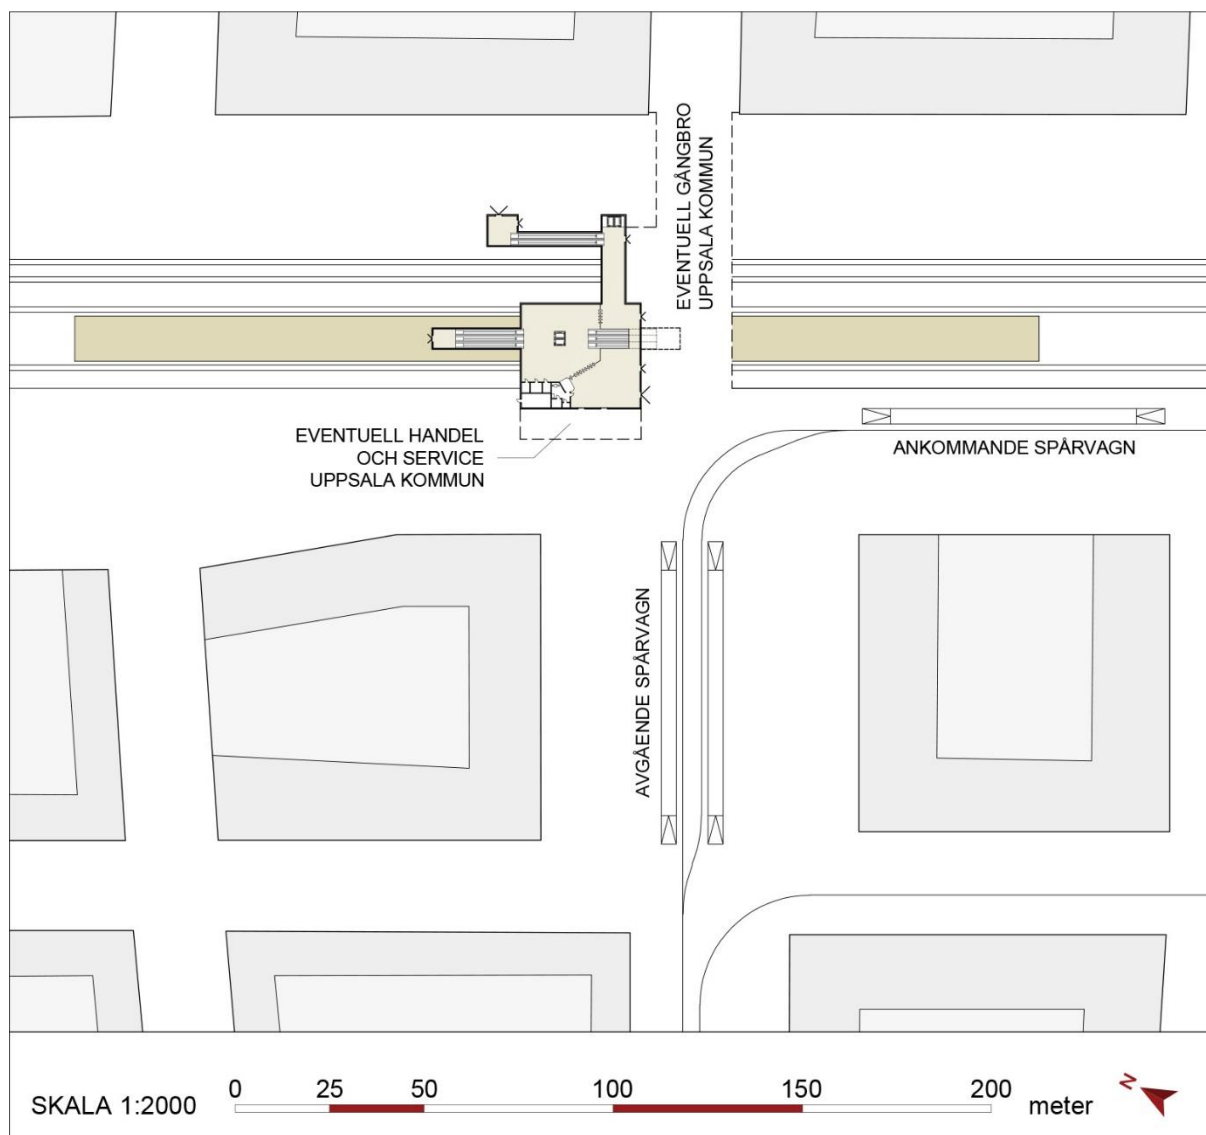 EVENTUELL GÅNGBRO
UPPSALA KOMMUN
EVENTUELL HANDEL
OCH SERVICE
UPPSALA KOMMUN
ANKOMMANDE SPÅRVAGN
AVGÅENDE SPÅRVAGN
SKALA 1:2000
0 25 50 100 150 200 meter
N